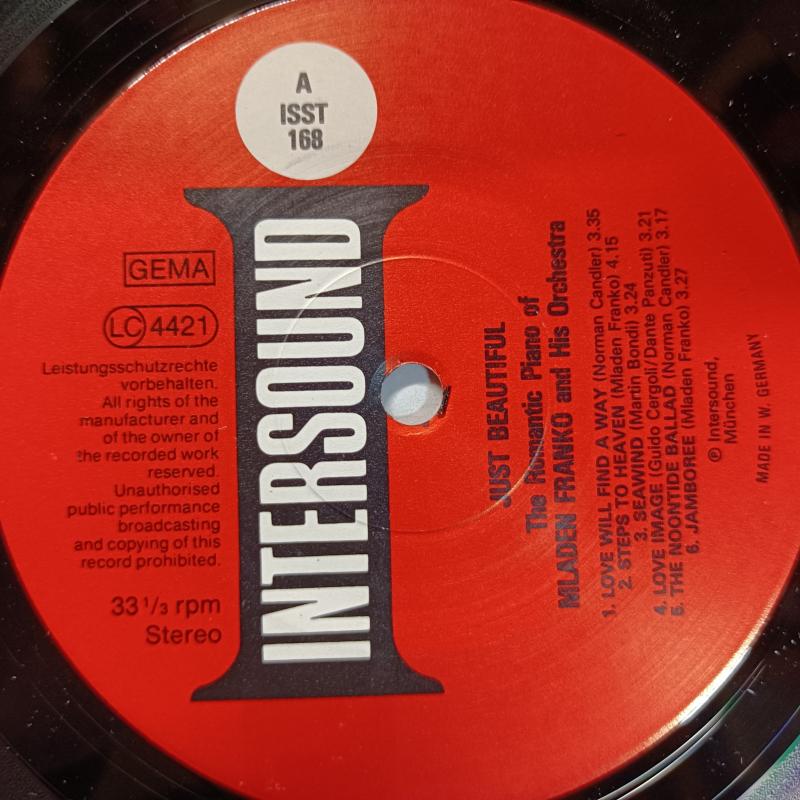 A
ISST
168
INTERSOUND
GEMA
LC 4421
Leistungsschutzrechte
vorbehalten.
All rights of the
manufacturer and
of the owner of
the recorded work
reserved.
Unauthorised
public performance
broadcasting
and copying of this
record prohibited.
33 1/3 rpm
Stereo
JUST BEAUTIFUL
The Romantic Piano of
MLADEN FRANKO and His Orchestra
1. LOVE WILL FIND A WAY (Norman Candler) 3.35
2. STEPS TO HEAVEN (Mladen Franko) 4.15
3. SEAWIND (Martin Bondi) 3.24
4. LOVE IMAGE (Guido Cergoli/Dante Panzuti) 3.21
5. THE NOONTIDE BALLAD (Norman Candler) 3.17
6. JAMBOREE (Mladen Franko) 3.27
℗ Intersound,
München
MADE IN W. GERMANY